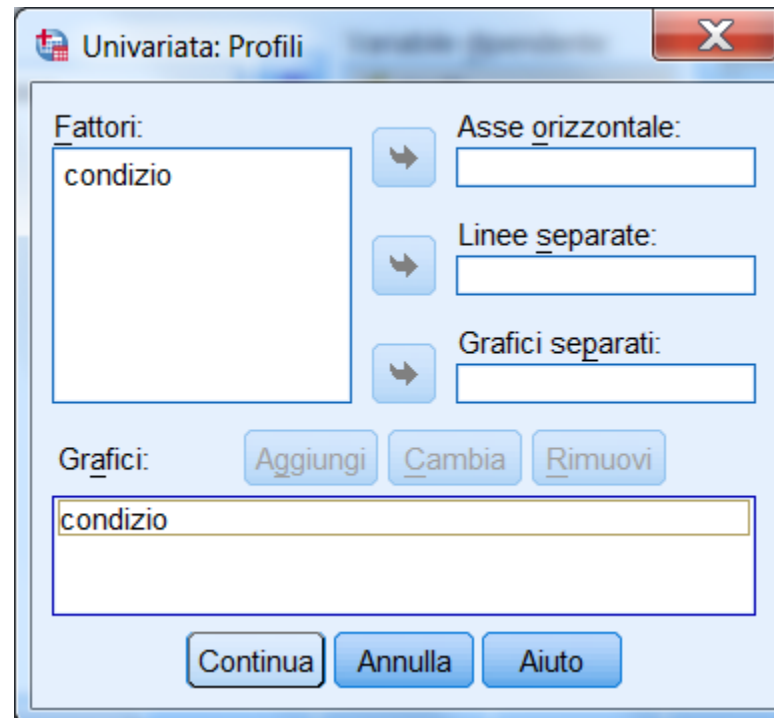 Univariata: Profili
Fattori:
condizio
Asse orizzontale:
Linee separate:
Grafici separati:
Grafici:
Aggiungi
Cambia
Rimuovi
condizio
Continua
Annulla
Aiuto